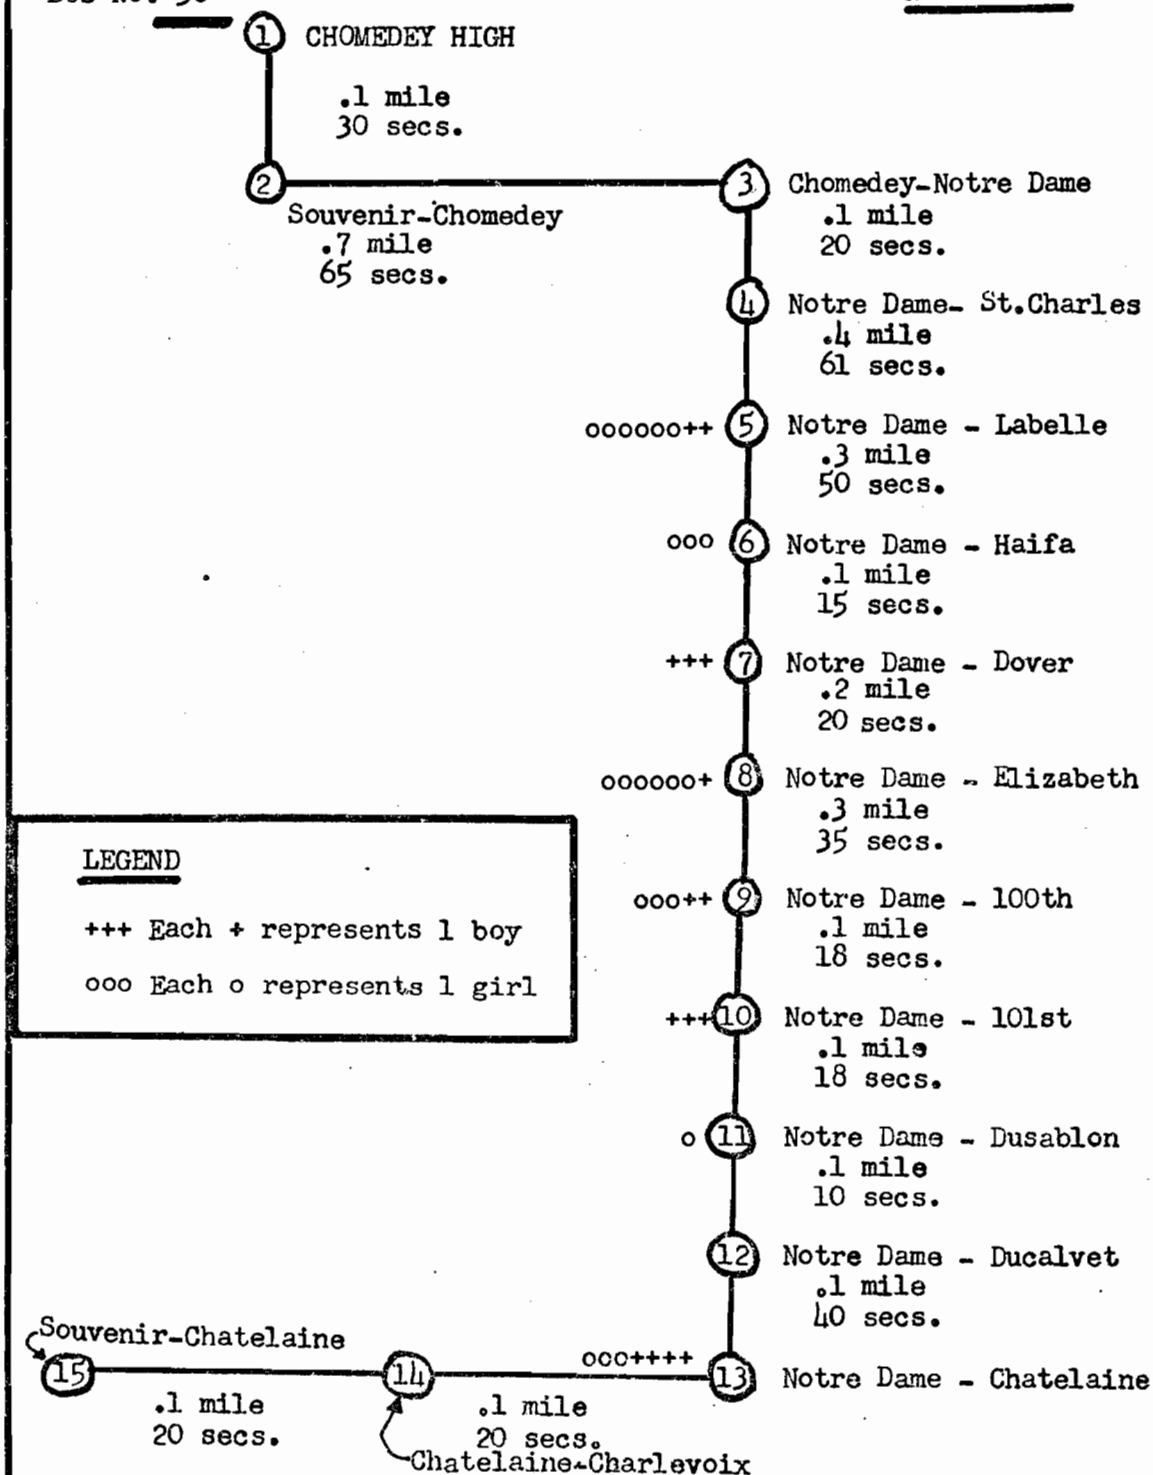 1 CHOMEDEY HIGH
.1 mile
30 secs.
2
Souvenir-Chomedey
.7 mile
65 secs.
3 Chomedey-Notre Dame
.1 mile
20 secs.
4 Notre Dame- St.Charles
.4 mile
61 secs.
oooooo++ 5 Notre Dame - Labelle
.3 mile
50 secs.
ooo 6 Notre Dame - Haifa
.1 mile
15 secs.
+++ 7 Notre Dame - Dover
.2 mile
20 secs.
oooooo+ 8 Notre Dame - Elizabeth
.3 mile
35 secs.
LEGEND
+++ Each + represents 1 boy
ooo Each o represents 1 girl
ooo++ 9 Notre Dame - 100th
.1 mile
18 secs.
+++ 10 Notre Dame - 101st
.1 mile
18 secs.
o 11 Notre Dame - Dusablon
.1 mile
10 secs.
12 Notre Dame - Ducalvet
.1 mile
40 secs.
ooo++++ 13 Notre Dame - Chatelaine
Souvenir-Chatelaine
15
.1 mile
20 secs.
14
.1 mile
20 secs.
Chatelaine-Charlevoix